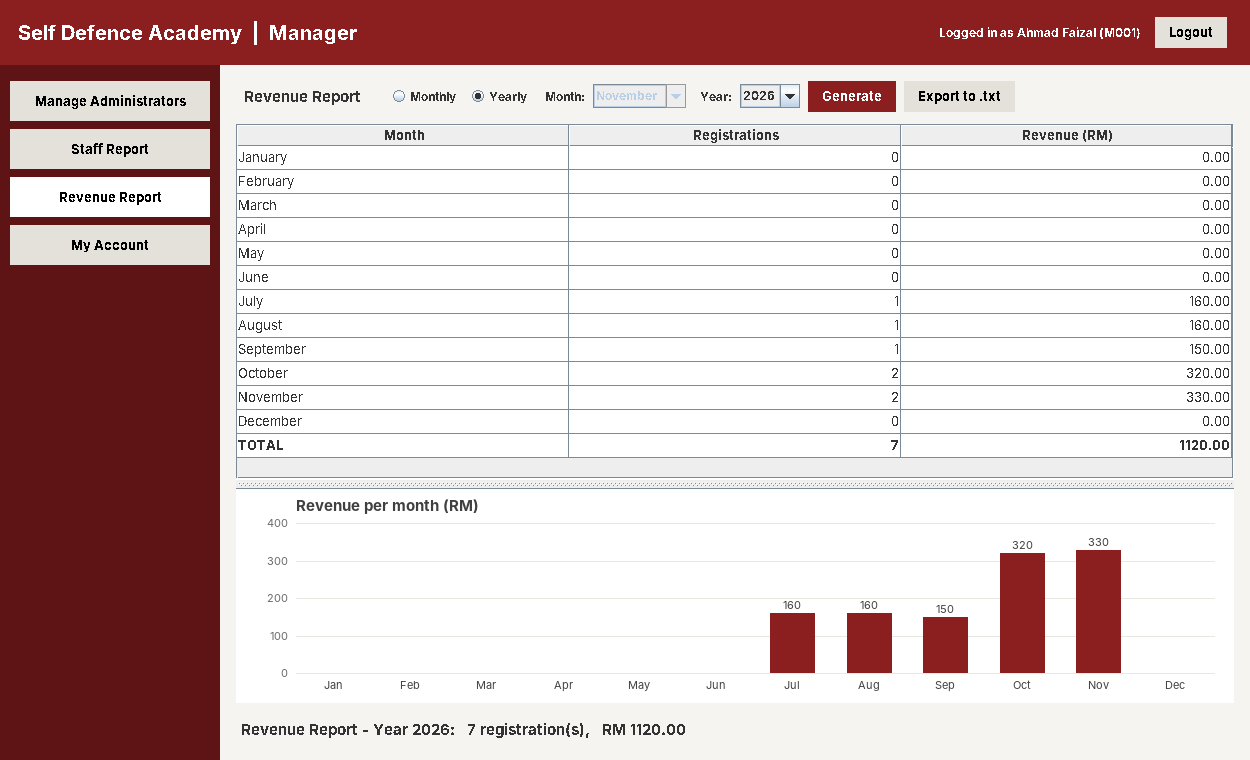 Self Defence Academy | Manager
Logged in as Ahmad Faizal (M001)
Logout
Manage Administrators
Staff Report
Revenue Report
My Account
Revenue Report
Monthly
Yearly
Month:
November
Year:
2026
Generate
Export to .txt
Month Registrations Revenue (RM)
January 0 0.00
February 0 0.00
March 0 0.00
April 0 0.00
May 0 0.00
June 0 0.00
July 1 160.00
August 1 160.00
September 1 150.00
October 2 320.00
November 2 330.00
December 0 0.00
TOTAL 7 1120.00
Revenue per month (RM)
400
300
200
100
0
160 160 150 320 330
Jan Feb Mar Apr May Jun Jul Aug Sep Oct Nov Dec
Revenue Report - Year 2026: 7 registration(s), RM 1120.00